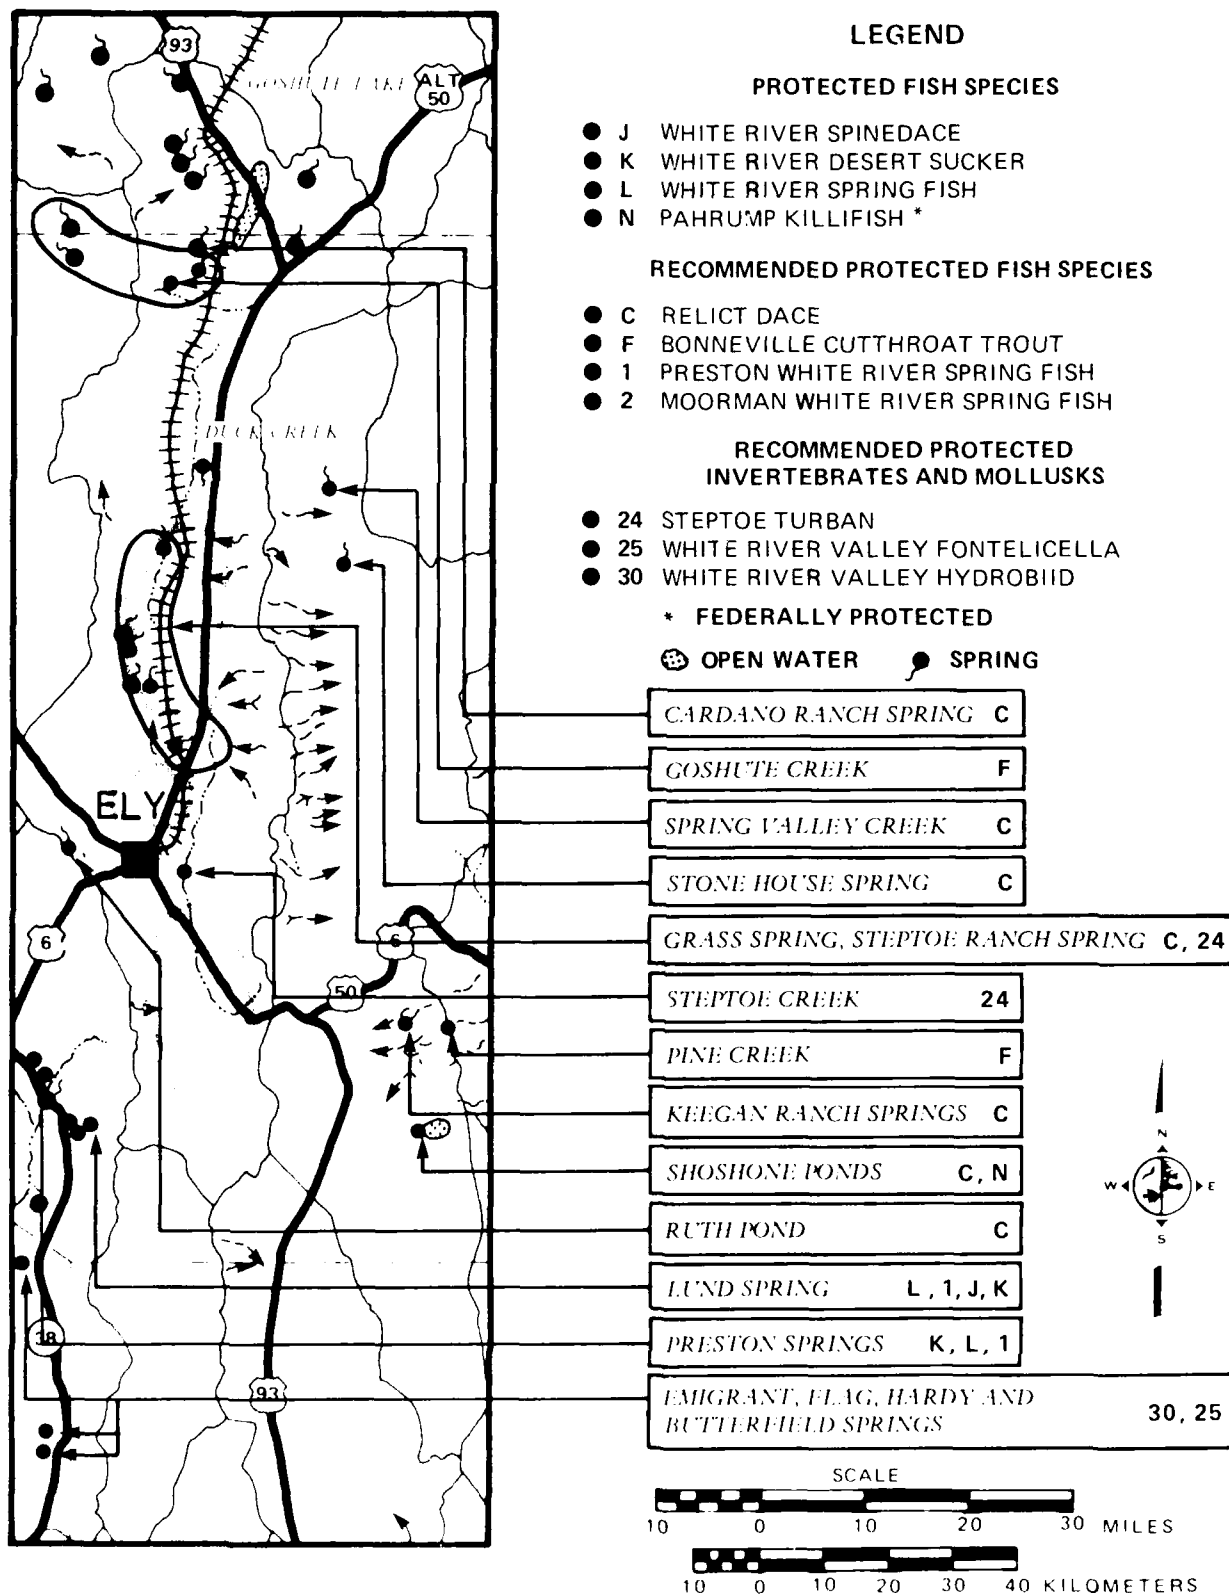 93
GOSHUTE LAKE
ALT
50
DUCK CREEK
ELY
6
6
50
38
93
LEGEND
PROTECTED FISH SPECIES
J WHITE RIVER SPINEDACE
K WHITE RIVER DESERT SUCKER
L WHITE RIVER SPRING FISH
N PAHRUMP KILLIFISH *
RECOMMENDED PROTECTED FISH SPECIES
C RELICT DACE
F BONNEVILLE CUTTHROAT TROUT
1 PRESTON WHITE RIVER SPRING FISH
2 MOORMAN WHITE RIVER SPRING FISH
RECOMMENDED PROTECTED
INVERTEBRATES AND MOLLUSKS
24 STEPTOE TURBAN
25 WHITE RIVER VALLEY FONTELICELLA
30 WHITE RIVER VALLEY HYDROBIID
* FEDERALLY PROTECTED
OPEN WATER SPRING
CARDANO RANCH SPRING C
GOSHUTE CREEK F
SPRING VALLEY CREEK C
STONE HOUSE SPRING C
GRASS SPRING, STEPTOE RANCH SPRING C, 24
STEPTOE CREEK 24
PINE CREEK F
KEEGAN RANCH SPRINGS C
SHOSHONE PONDS C, N
RUTH POND C
LUND SPRING L, 1, J, K
PRESTON SPRINGS K, L, 1
EMIGRANT, FLAG, HARDY AND
BUTTERFIELD SPRINGS 30, 25
N
W E
S
SCALE
10 0 10 20 30 MILES
10 0 10 20 30 40 KILOMETERS